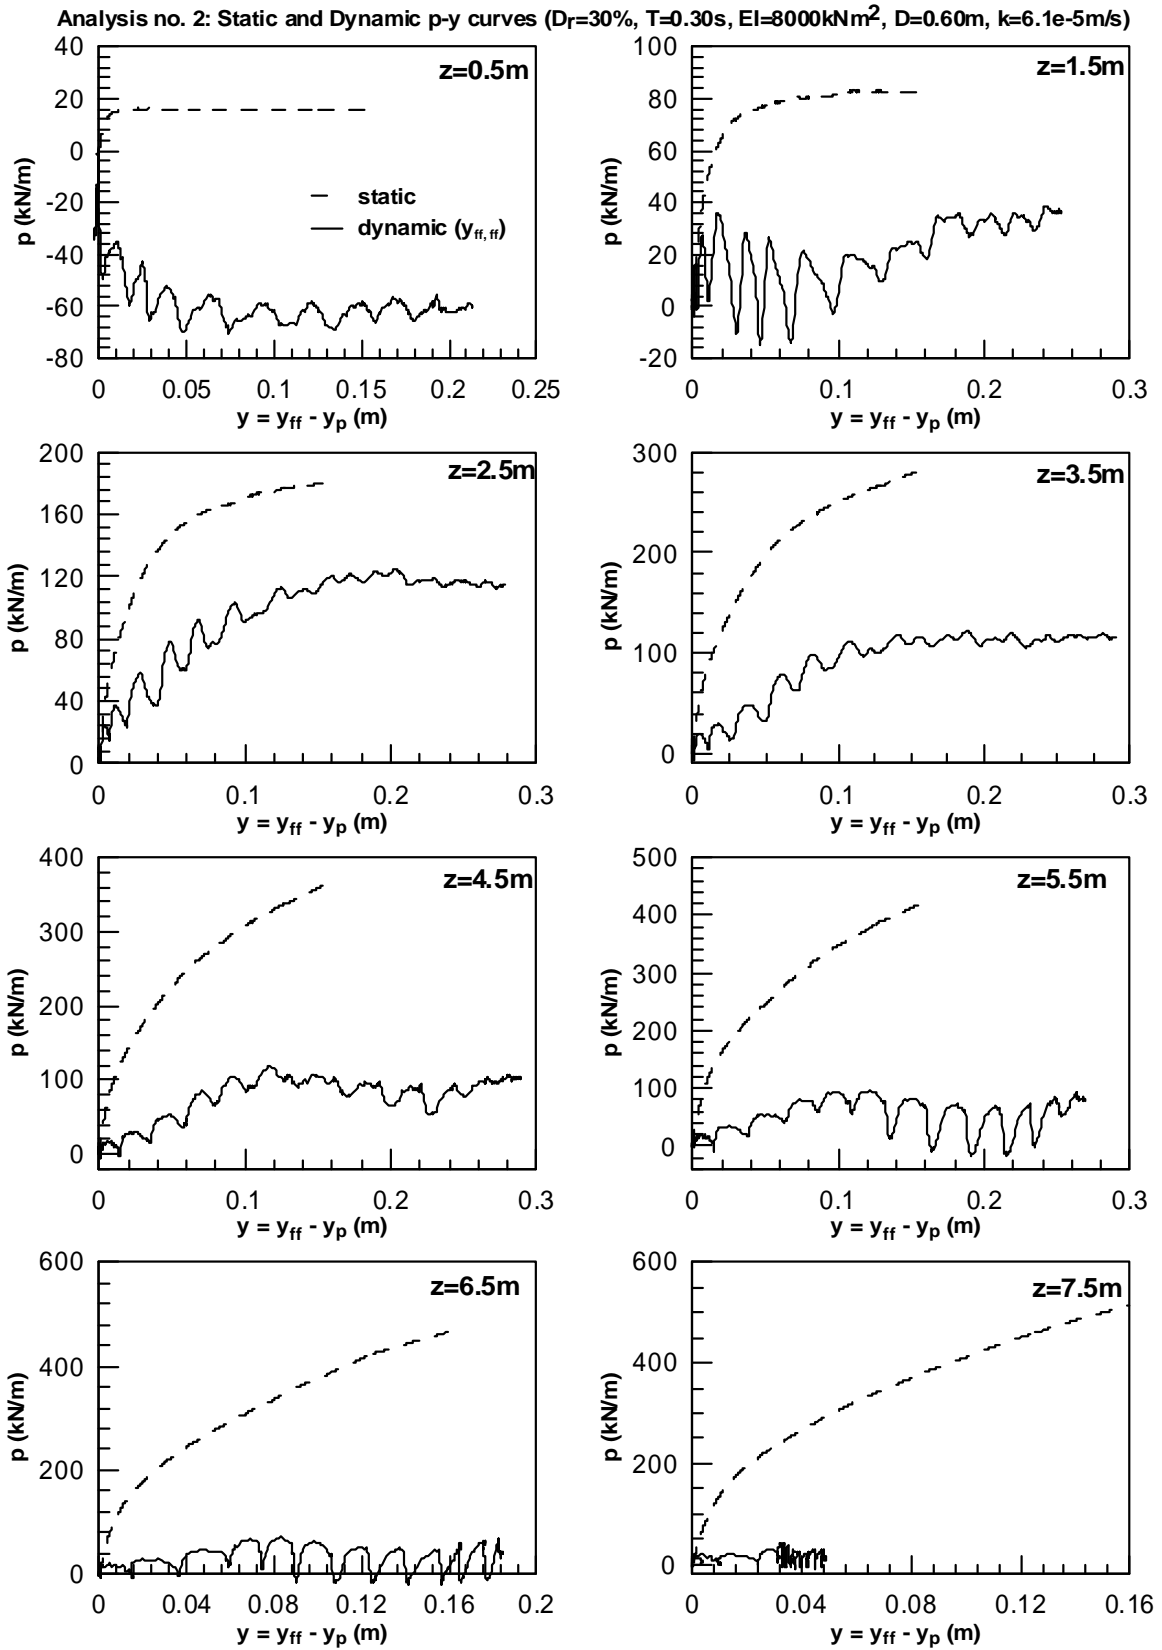 Analysis no. 2: Static and Dynamic p-y curves (Dr=30%, T=0.30s, EI=8000kNm2, D=0.60m, k=6.1e-5m/s)
40
20
0
-20
-40
-60
-80
p (kN/m)
z=0.5m
static
dynamic (yff, ff)
0 0.05 0.1 0.15 0.2 0.25
y = yff - yp (m)
100
80
60
40
20
0
-20
p (kN/m)
z=1.5m
0 0.1 0.2 0.3
y = yff - yp (m)
200
160
120
80
40
0
p (kN/m)
z=2.5m
0 0.1 0.2 0.3
y = yff - yp (m)
300
200
100
0
p (kN/m)
z=3.5m
0 0.1 0.2 0.3
y = yff - yp (m)
400
300
200
100
0
p (kN/m)
z=4.5m
0 0.1 0.2 0.3
y = yff - yp (m)
500
400
300
200
100
0
p (kN/m)
z=5.5m
0 0.1 0.2 0.3
y = yff - yp (m)
600
400
200
0
p (kN/m)
z=6.5m
0 0.04 0.08 0.12 0.16 0.2
y = yff - yp (m)
600
400
200
0
p (kN/m)
z=7.5m
0 0.04 0.08 0.12 0.16
y = yff - yp (m)